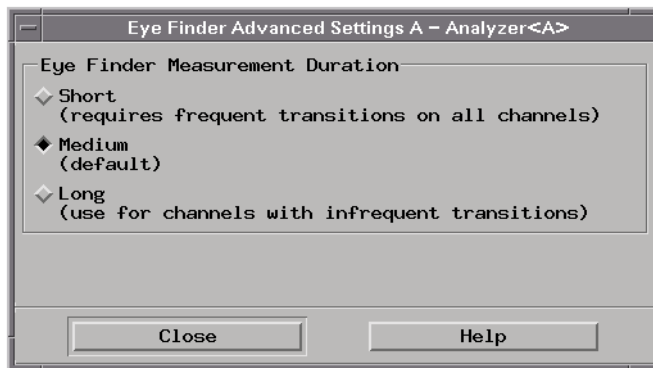 Eye Finder Advanced Settings A – Analyzer<A>
Eye Finder Measurement Duration
Short
(requires frequent transitions on all channels)
Medium
(default)
Long
(use for channels with infrequent transitions)
Close
Help